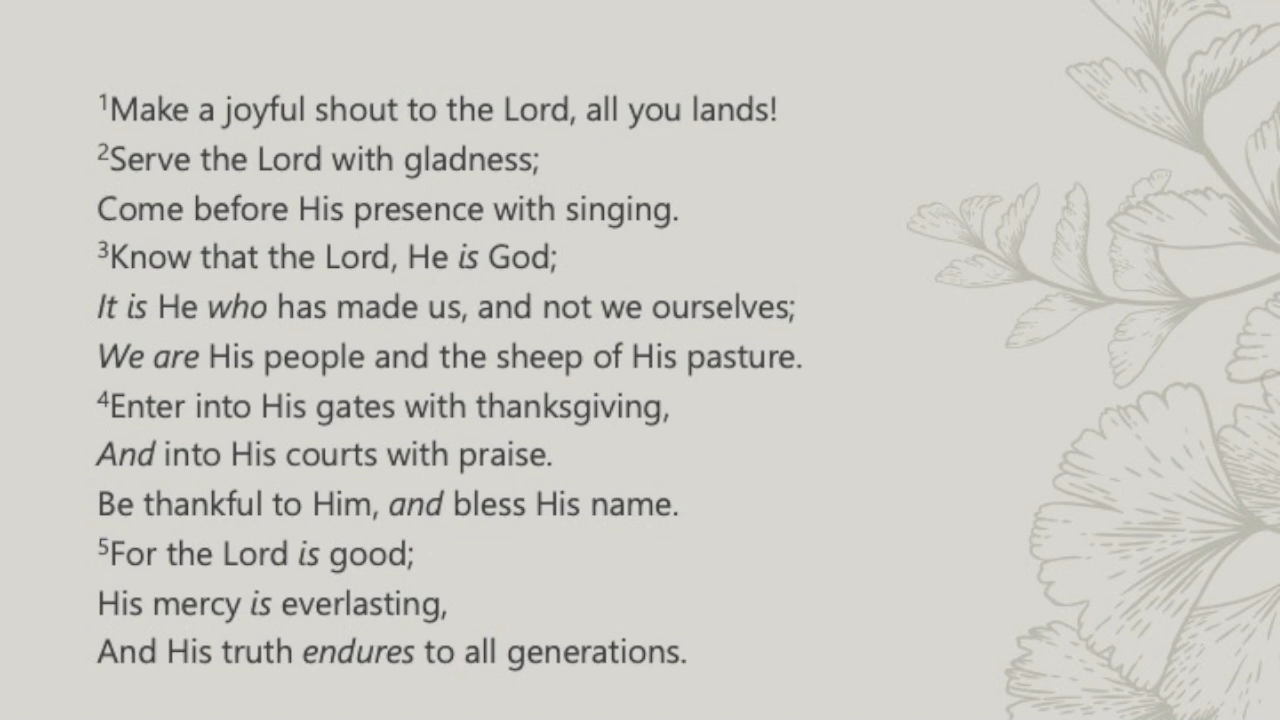 ¹Make a joyful shout to the Lord, all you lands!
²Serve the Lord with gladness;
Come before His presence with singing.
³Know that the Lord, He is God;
It is He who has made us, and not we ourselves;
We are His people and the sheep of His pasture.
⁴Enter into His gates with thanksgiving,
And into His courts with praise.
Be thankful to Him, and bless His name.
⁵For the Lord is good;
His mercy is everlasting,
And His truth endures to all generations.